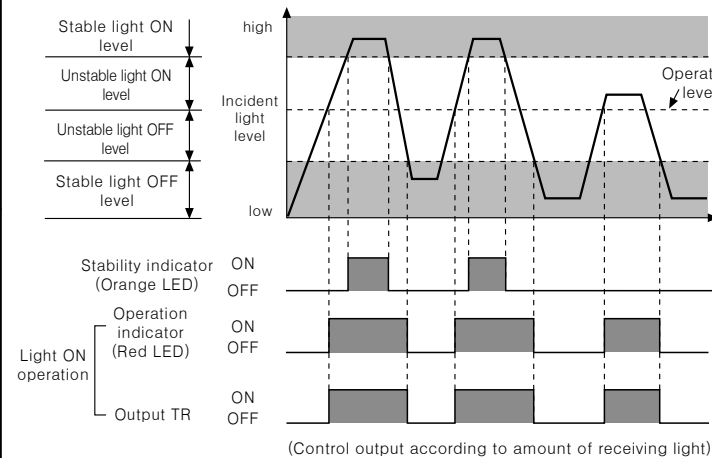 Stable light ON
level
Unstable light ON
level
Unstable light OFF
level
Stable light OFF
level
high
Incident
light
level
low
level
Stability indicator
(Orange LED)
ON
OFF
Light ON
operation
Operation
indicator
(Red LED)
ON
OFF
Output TR
ON
OFF
(Control output according to amount of receiving light)